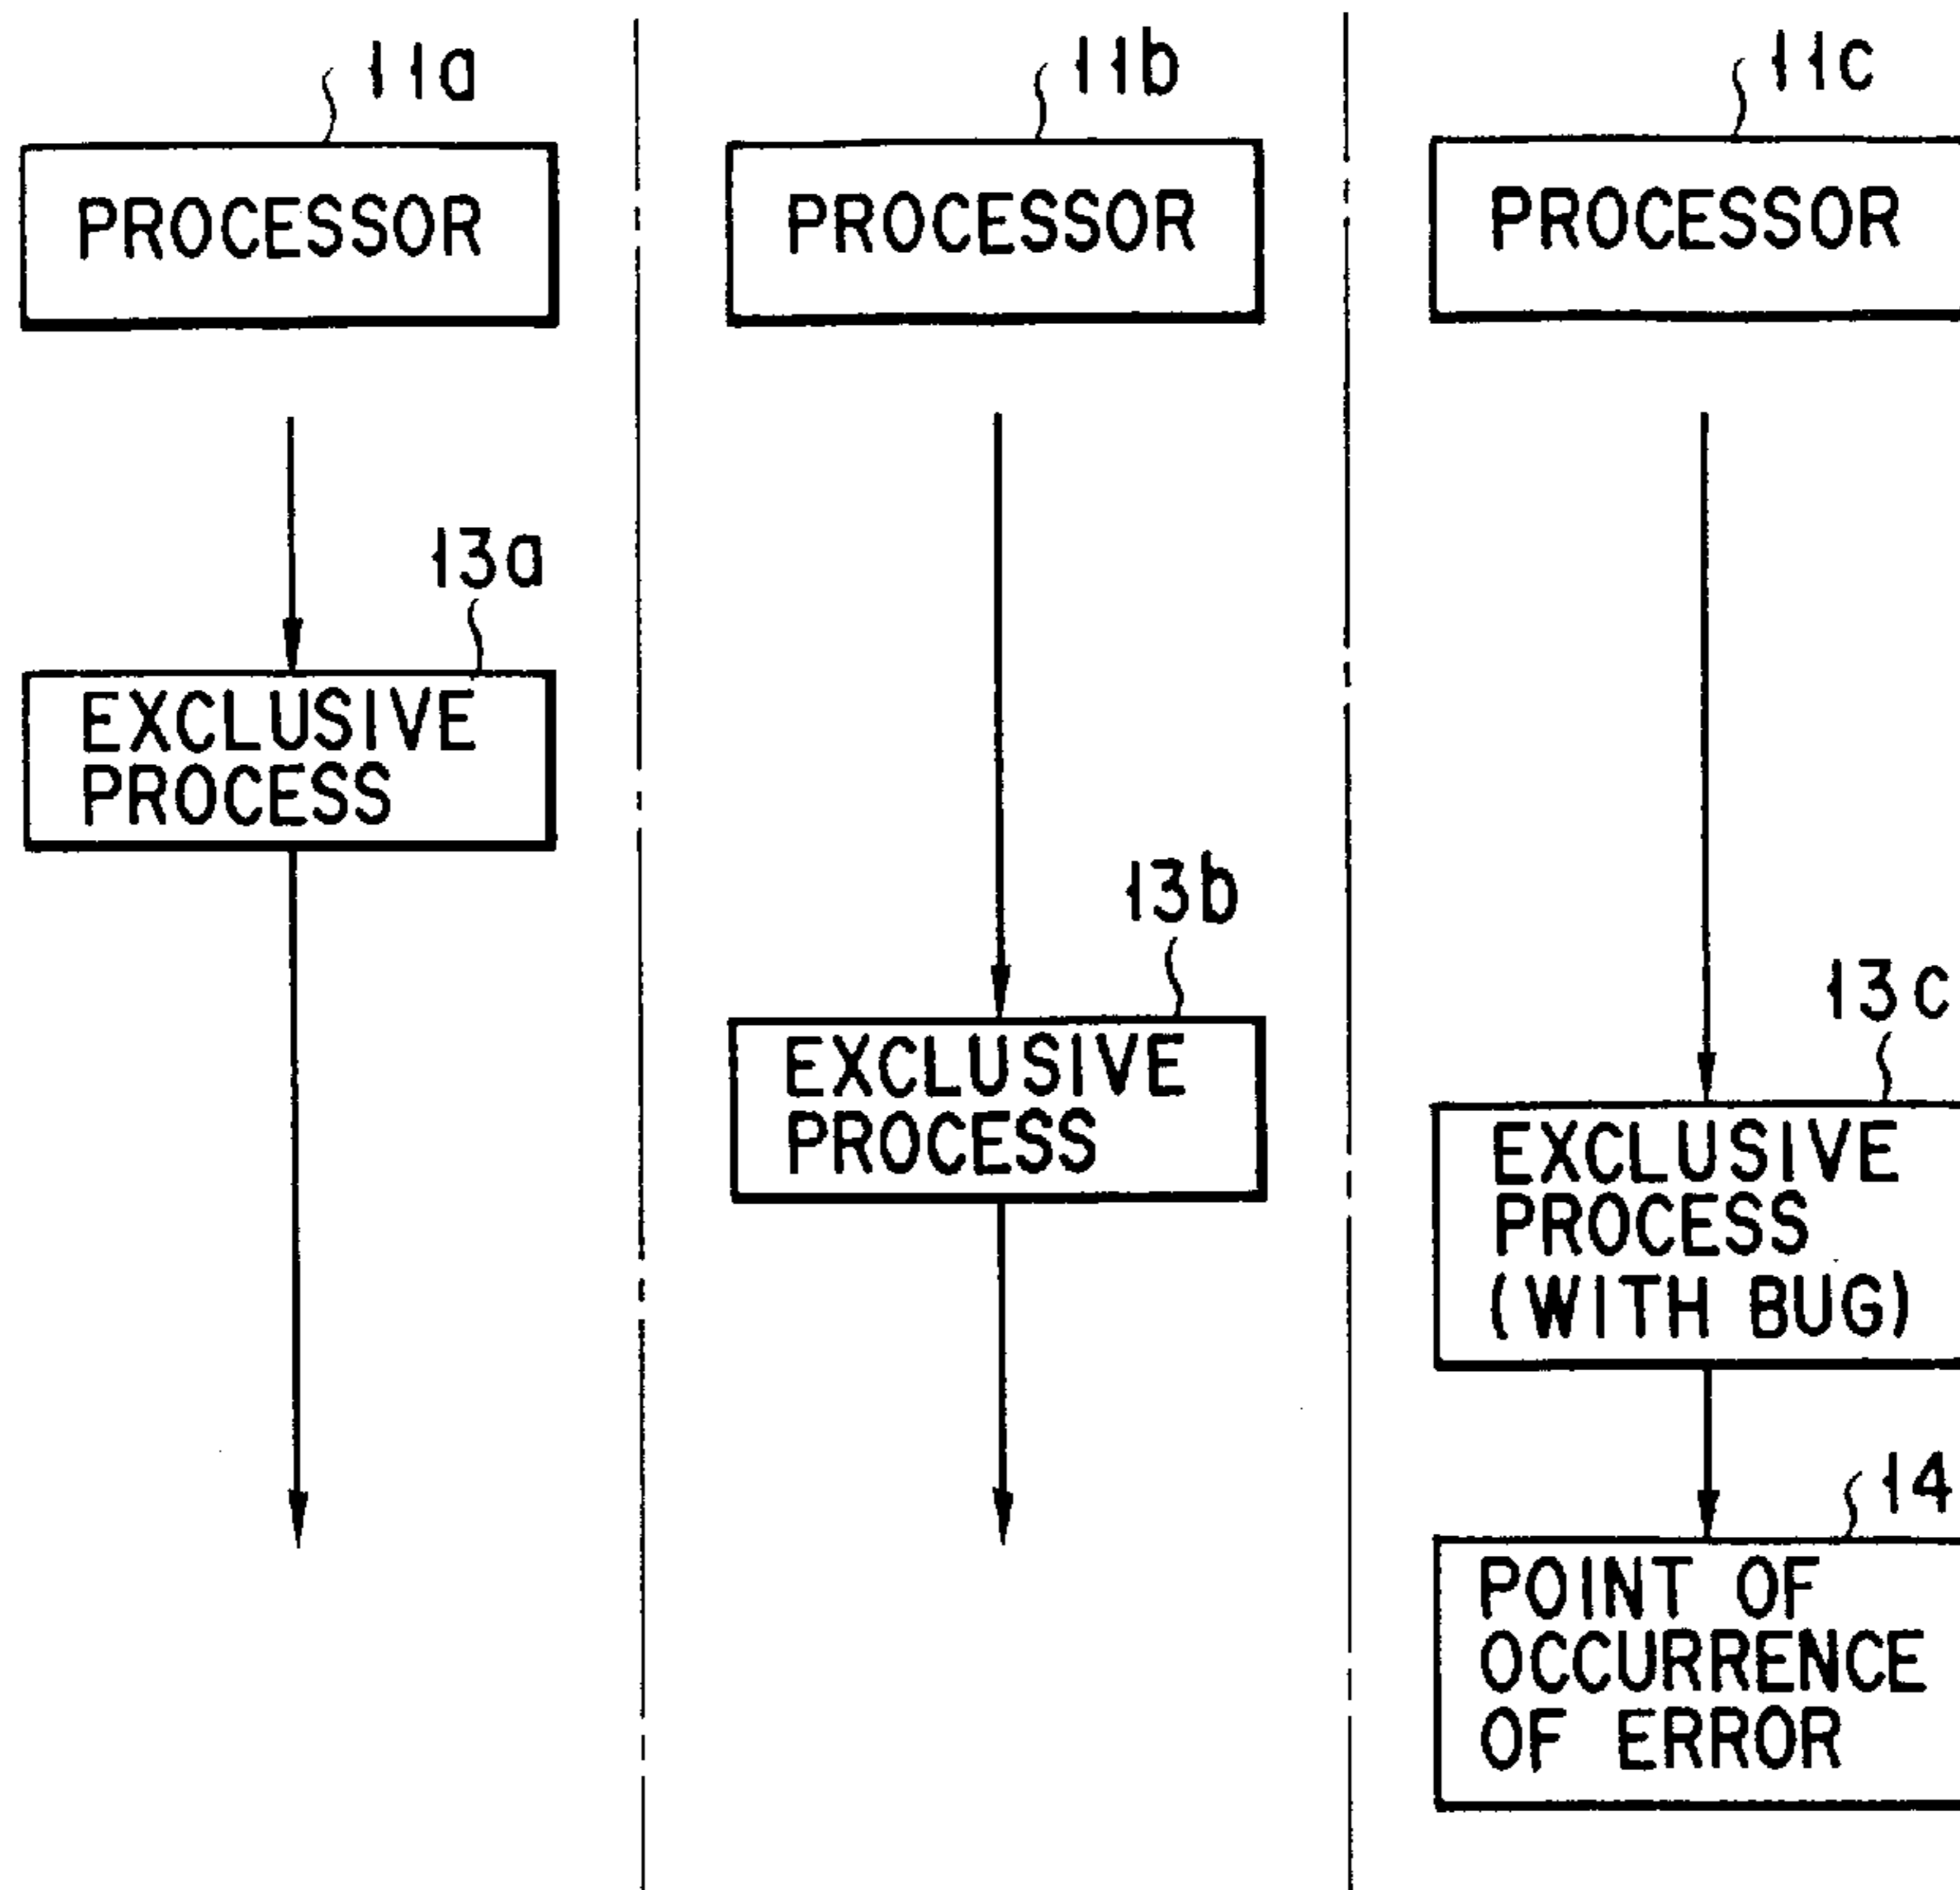 11a
11b
11c
PROCESSOR
PROCESSOR
PROCESSOR
13a
EXCLUSIVE
PROCESS
13b
EXCLUSIVE
PROCESS
13c
EXCLUSIVE
PROCESS
(WITH BUG)
14
POINT OF
OCCURRENCE
OF ERROR